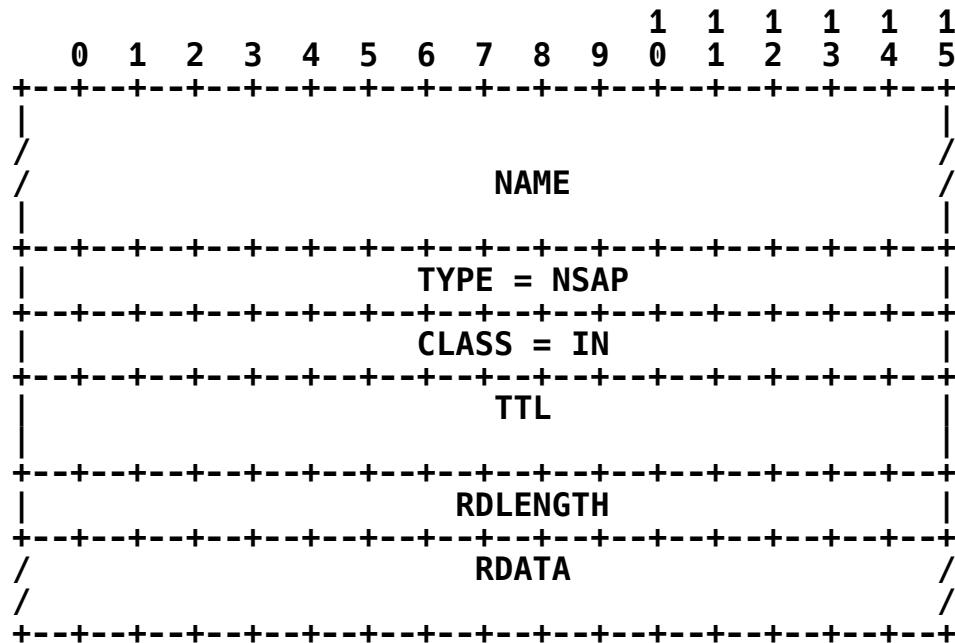 1  1  1  1  1  1
   0  1  2  3  4  5  6  7  8  9  0  1  2  3  4  5
+--+--+--+--+--+--+--+--+--+--+--+--+--+--+--+--+
|                                               |
/                                               /
/                        NAME                   /
|                                               |
+--+--+--+--+--+--+--+--+--+--+--+--+--+--+--+--+
|                    TYPE = NSAP                |
+--+--+--+--+--+--+--+--+--+--+--+--+--+--+--+--+
|                    CLASS = IN                 |
+--+--+--+--+--+--+--+--+--+--+--+--+--+--+--+--+
|                        TTL                    |
|                                               |
+--+--+--+--+--+--+--+--+--+--+--+--+--+--+--+--+
|                      RDLENGTH                 |
+--+--+--+--+--+--+--+--+--+--+--+--+--+--+--+--+
/                       RDATA                   /
/                                               /
+--+--+--+--+--+--+--+--+--+--+--+--+--+--+--+--+